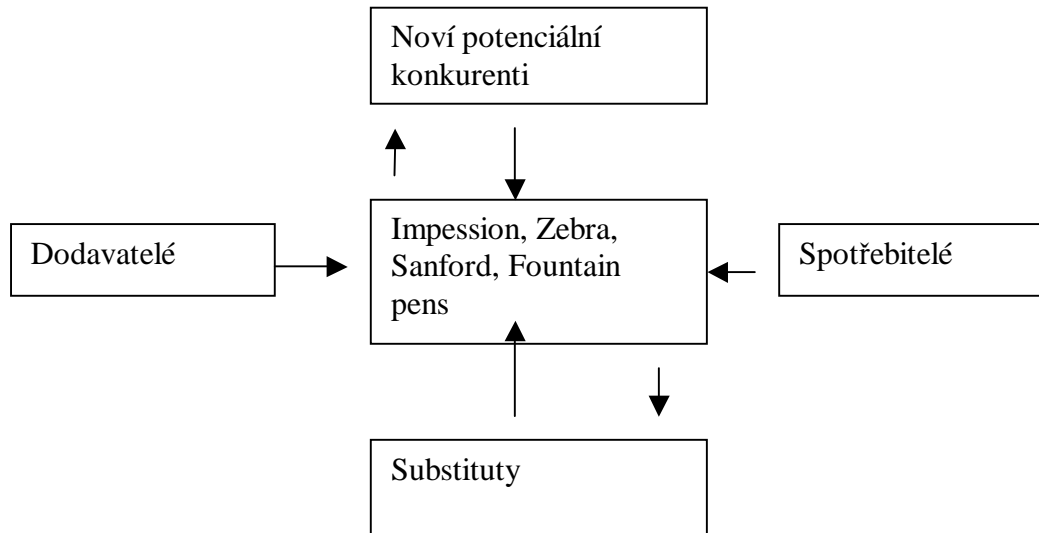 Noví potenciální
konkurenti
Dodavatelé
Impession, Zebra,
Sanford, Fountain
pens
Spotřebitelé
Substituty